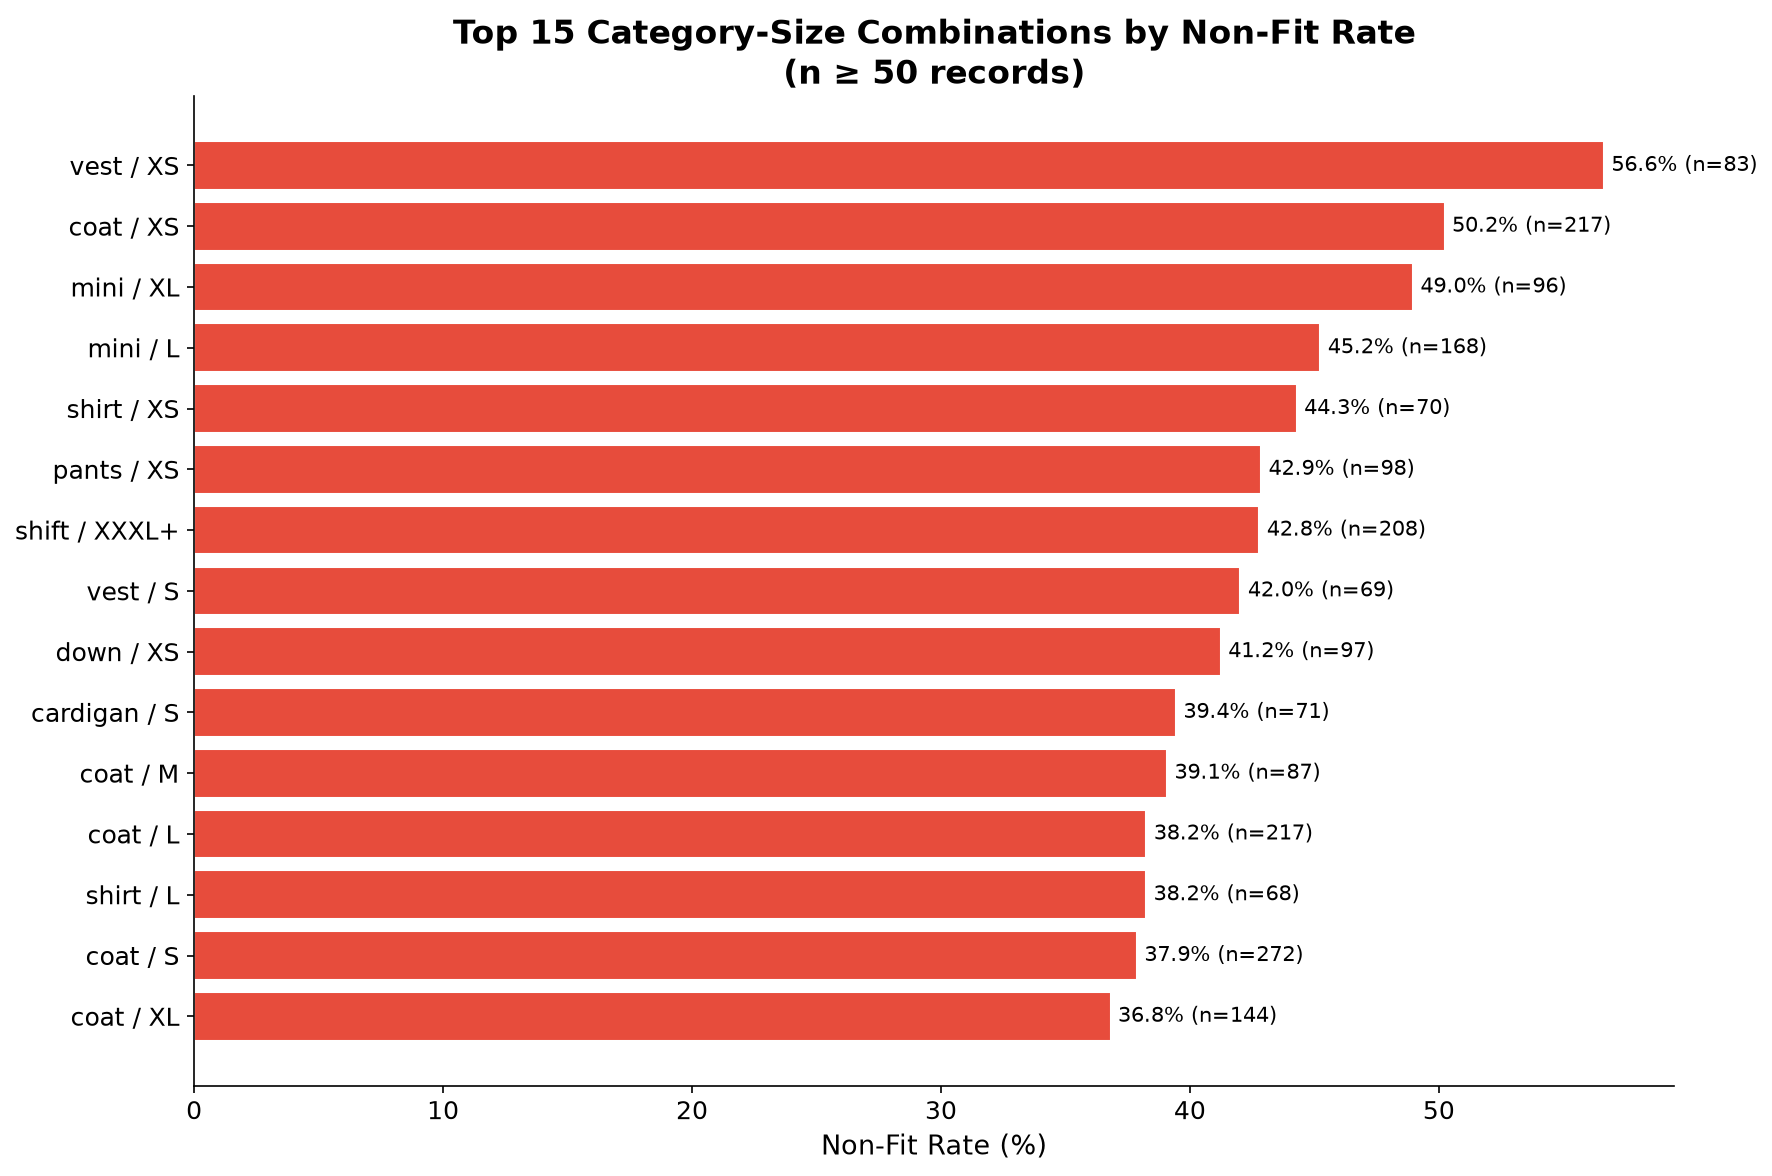 Top 15 Category-Size Combinations by Non-Fit Rate
(n ≥ 50 records)
vest / XS 56.6% (n=83)
coat / XS 50.2% (n=217)
mini / XL 49.0% (n=96)
mini / L 45.2% (n=168)
shirt / XS 44.3% (n=70)
pants / XS 42.9% (n=98)
shift / XXXL+ 42.8% (n=208)
vest / S 42.0% (n=69)
down / XS 41.2% (n=97)
cardigan / S 39.4% (n=71)
coat / M 39.1% (n=87)
coat / L 38.2% (n=217)
shirt / L 38.2% (n=68)
coat / S 37.9% (n=272)
coat / XL 36.8% (n=144)
0 10 20 30 40 50
Non-Fit Rate (%)